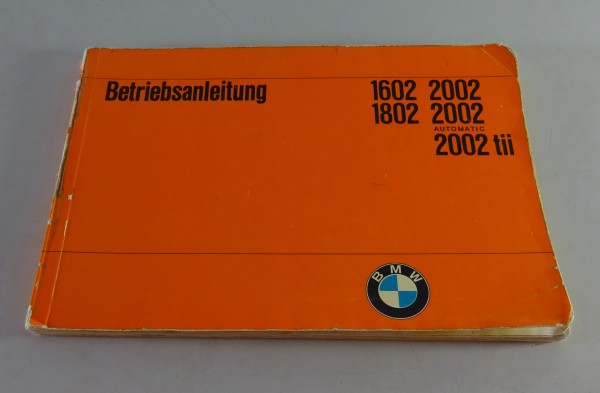 Betriebsanleitung 1602 2002
1802 2002
AUTOMATIC
2002 tii
BMW